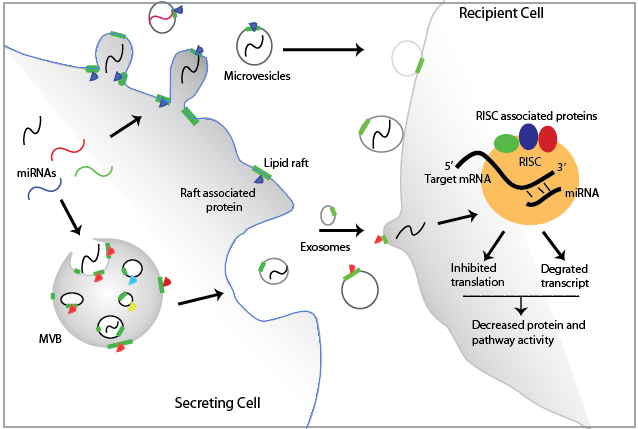 Recipient Cell
Microvesicles
RISC associated proteins
RISC
5′
3′
Target mRNA
miRNA
miRNAs
Lipid raft
Raft associated
protein
Exosomes
Inhibited
translation
Degrated
transcript
MVB
Decreased protein and
pathway activity
Secreting Cell